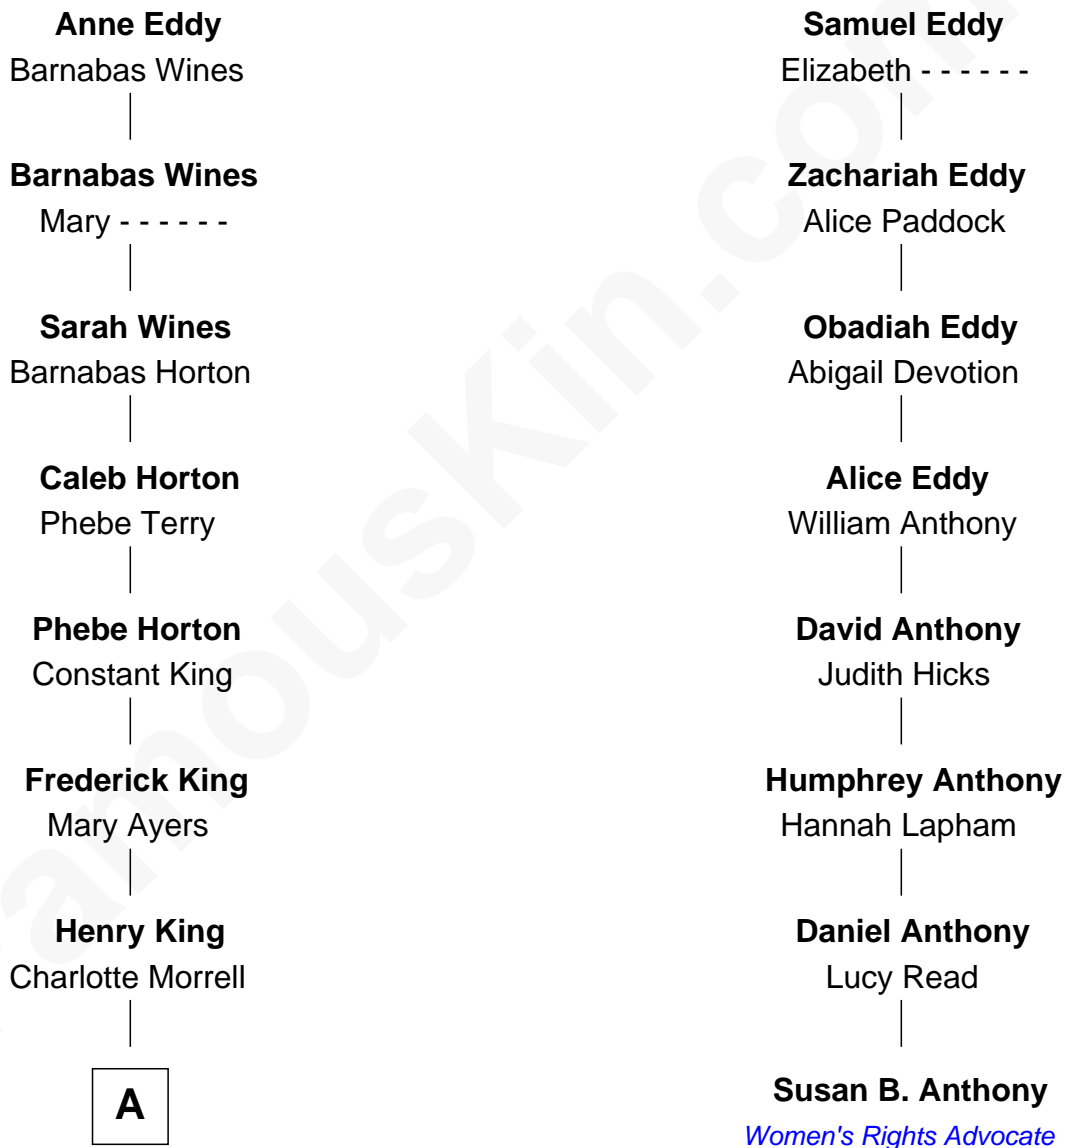 Anne Eddy
Barnabas Wines
Barnabas Wines
Mary - - - - - -
Sarah Wines
Barnabas Horton
Caleb Horton
Phebe Terry
Phebe Horton
Constant King
Frederick King
Mary Ayers
Henry King
Charlotte Morrell
A
Samuel Eddy
Elizabeth - - - - - -
Zachariah Eddy
Alice Paddock
Obadiah Eddy
Abigail Devotion
Alice Eddy
William Anthony
David Anthony
Judith Hicks
Humphrey Anthony
Hannah Lapham
Daniel Anthony
Lucy Read
Susan B. Anthony
Women's Rights Advocate
amouskin.com